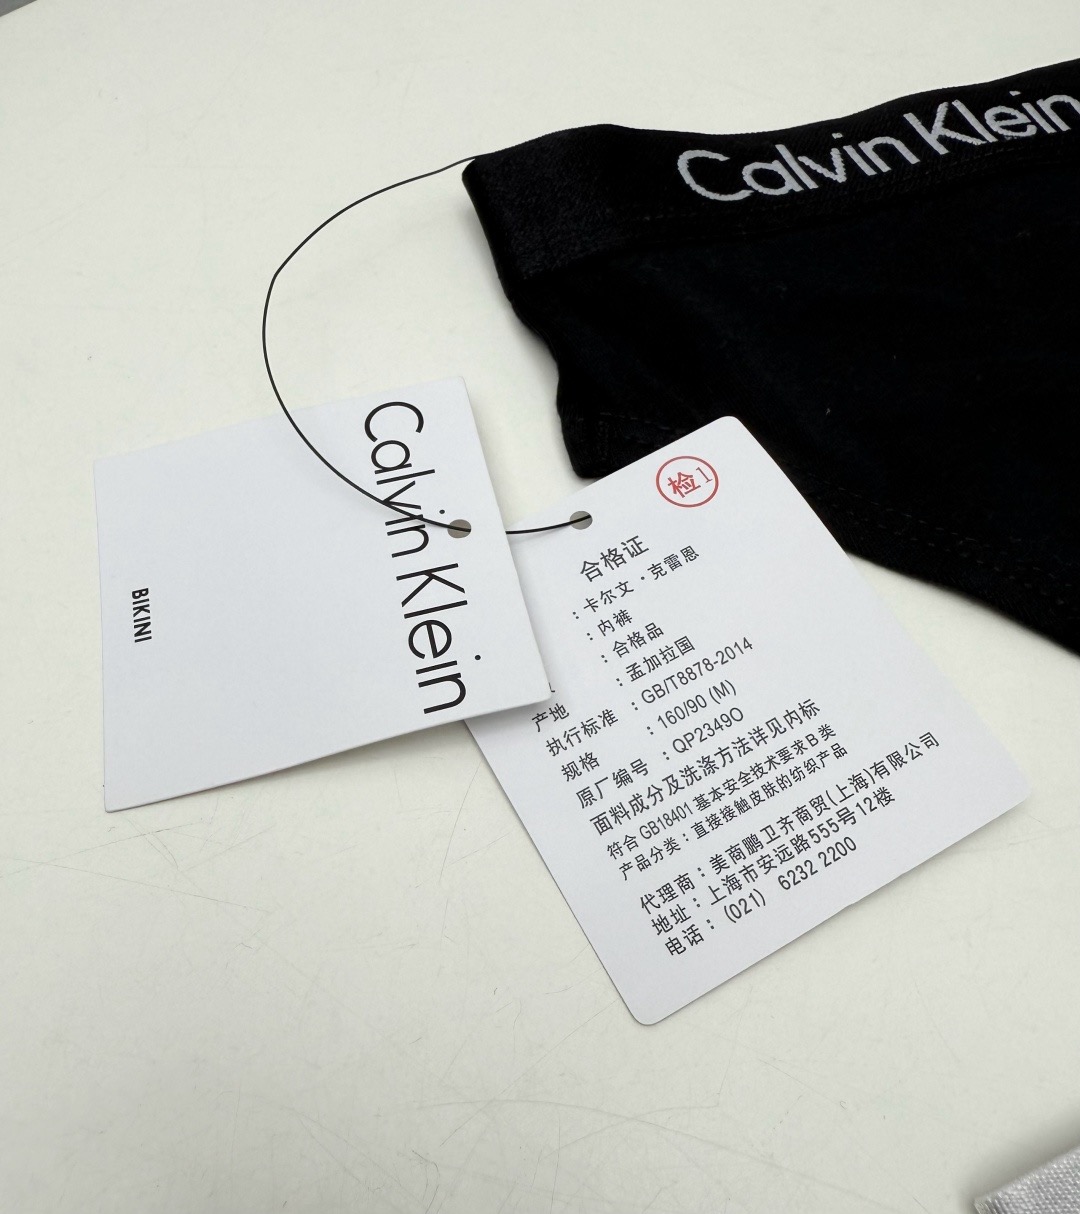 Calvin Klein
Calvin Klein
BIKINI
检1
合格证
：卡尔文·克雷恩
：内裤
：合格品
产地：孟加拉国
执行标准：GB/T8878-2014
规格：160/90 (M)
原厂编号：QP2349O
面料成分及洗涤方法详见内标
符合 GB18401 基本安全技术要求B类
产品分类：直接接触皮肤的纺织产品
代理商：美商鹏卫齐商贸(上海)有限公司
地址：上海市安远路555号12楼
电话：(021) 6232 2200